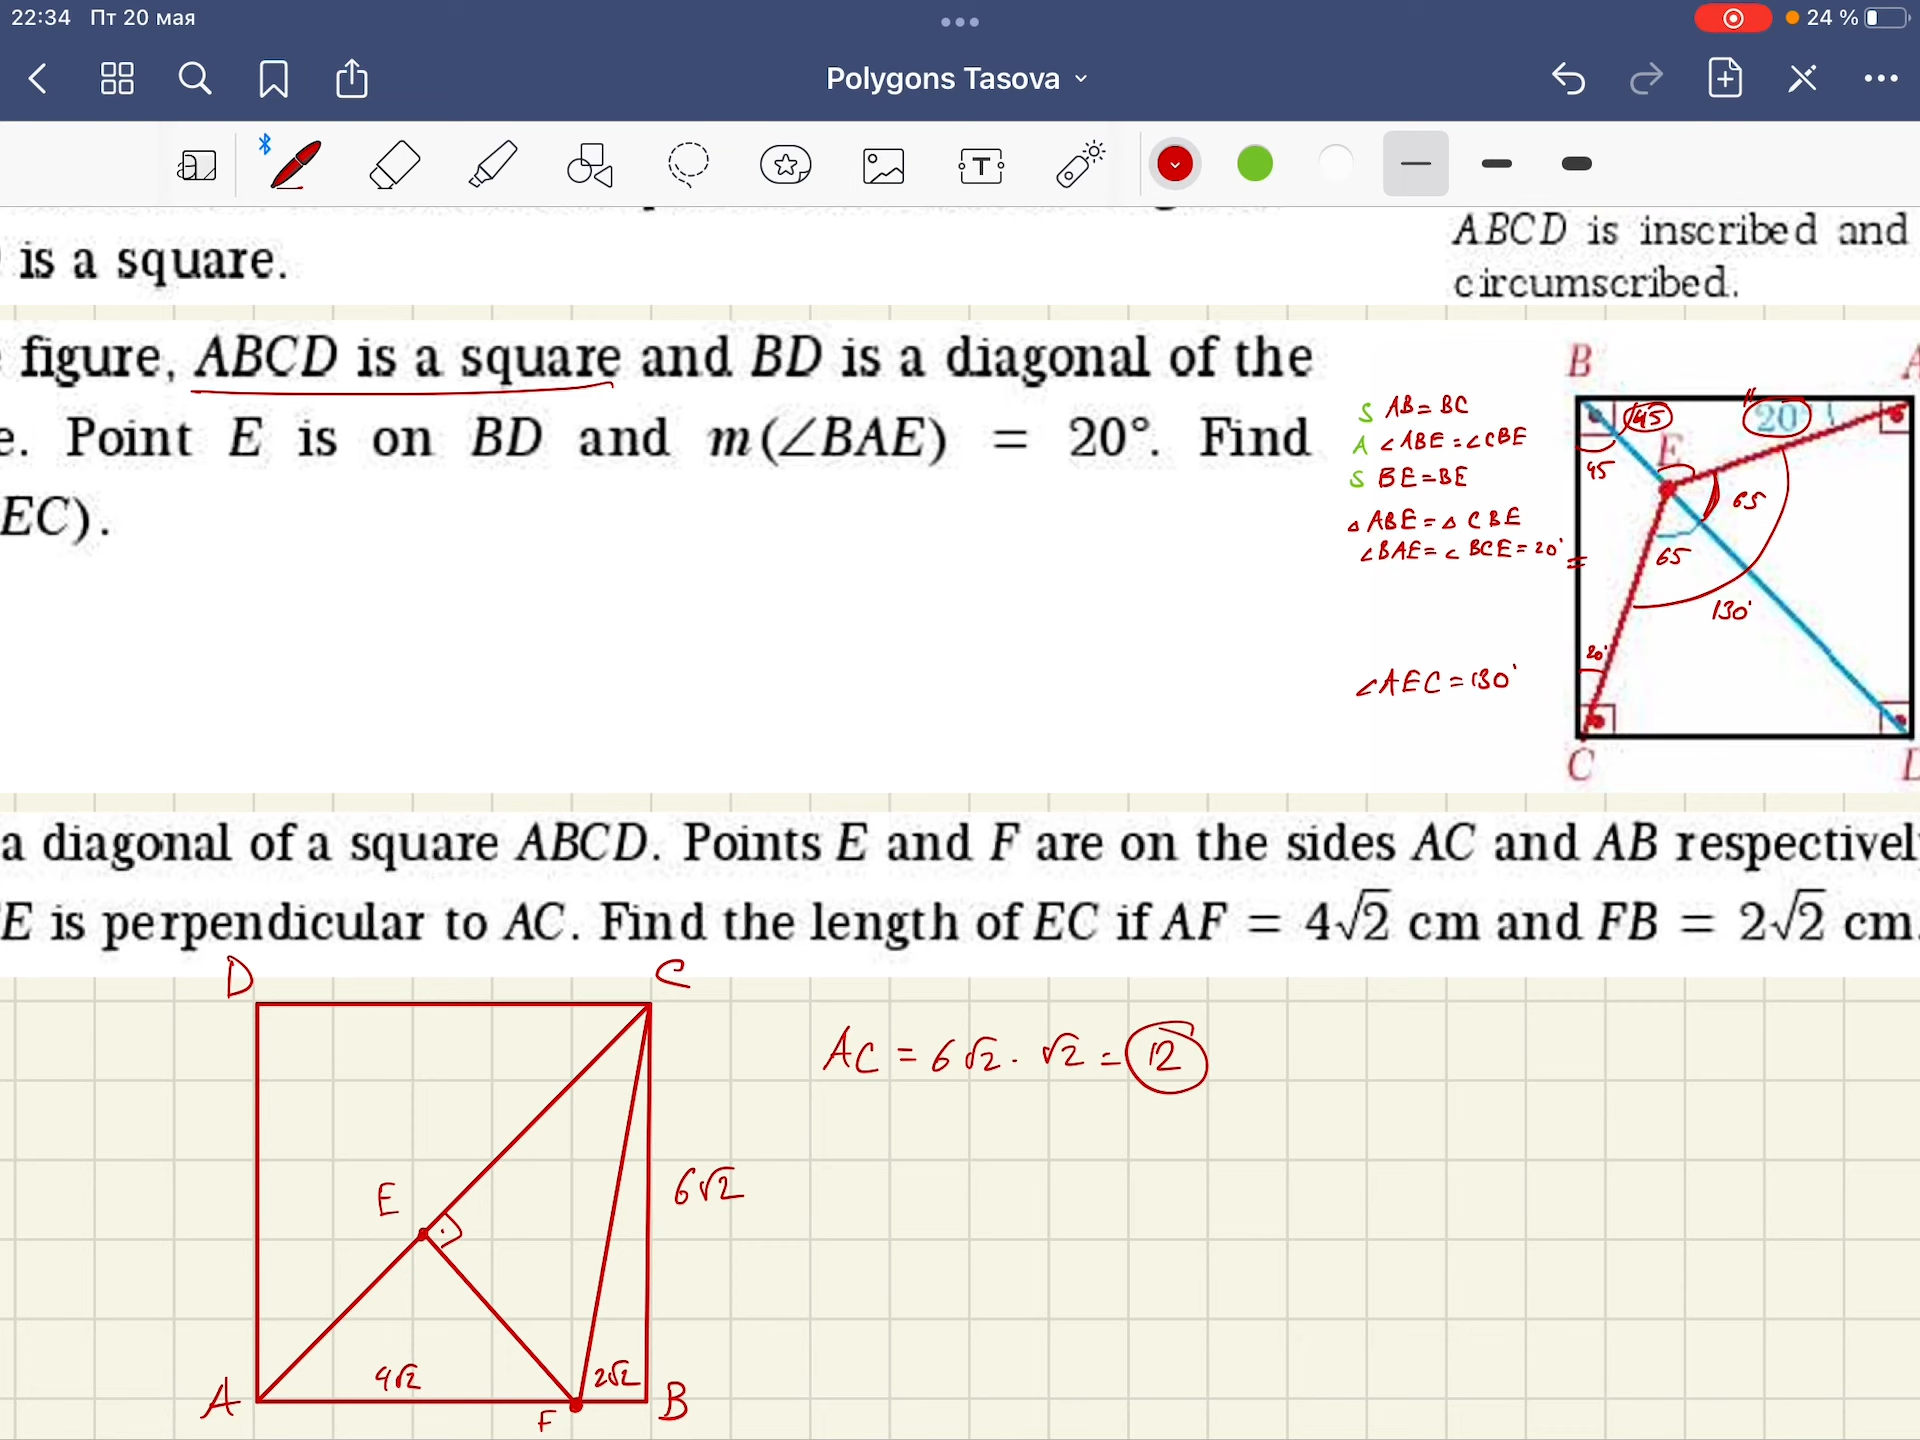 22:34 Пт 20 мая
24 %
Polygons Tasova
is a square.
ABCD is inscribed and
circumscribed.
figure, ABCD is a square and BD is a diagonal of the
e. Point E is on BD and m(∠BAE) = 20°. Find
EC).
S AB = BC
A ∠ABE = ∠CBE
S BE = BE
△ ABE = △ CBE
∠BAE = ∠ BCE = 20°
∠AEC = 130°
B
A
45
20
45
E
65
65
130°
20°
C
a diagonal of a square ABCD. Points E and F are on the sides AC and AB respectivel
E is perpendicular to AC. Find the length of EC if AF = 4√2 cm and FB = 2√2 cm.
D
C
AC = 6√2 · √2 = 12
E
6√2
4√2
2√2
A
F
B